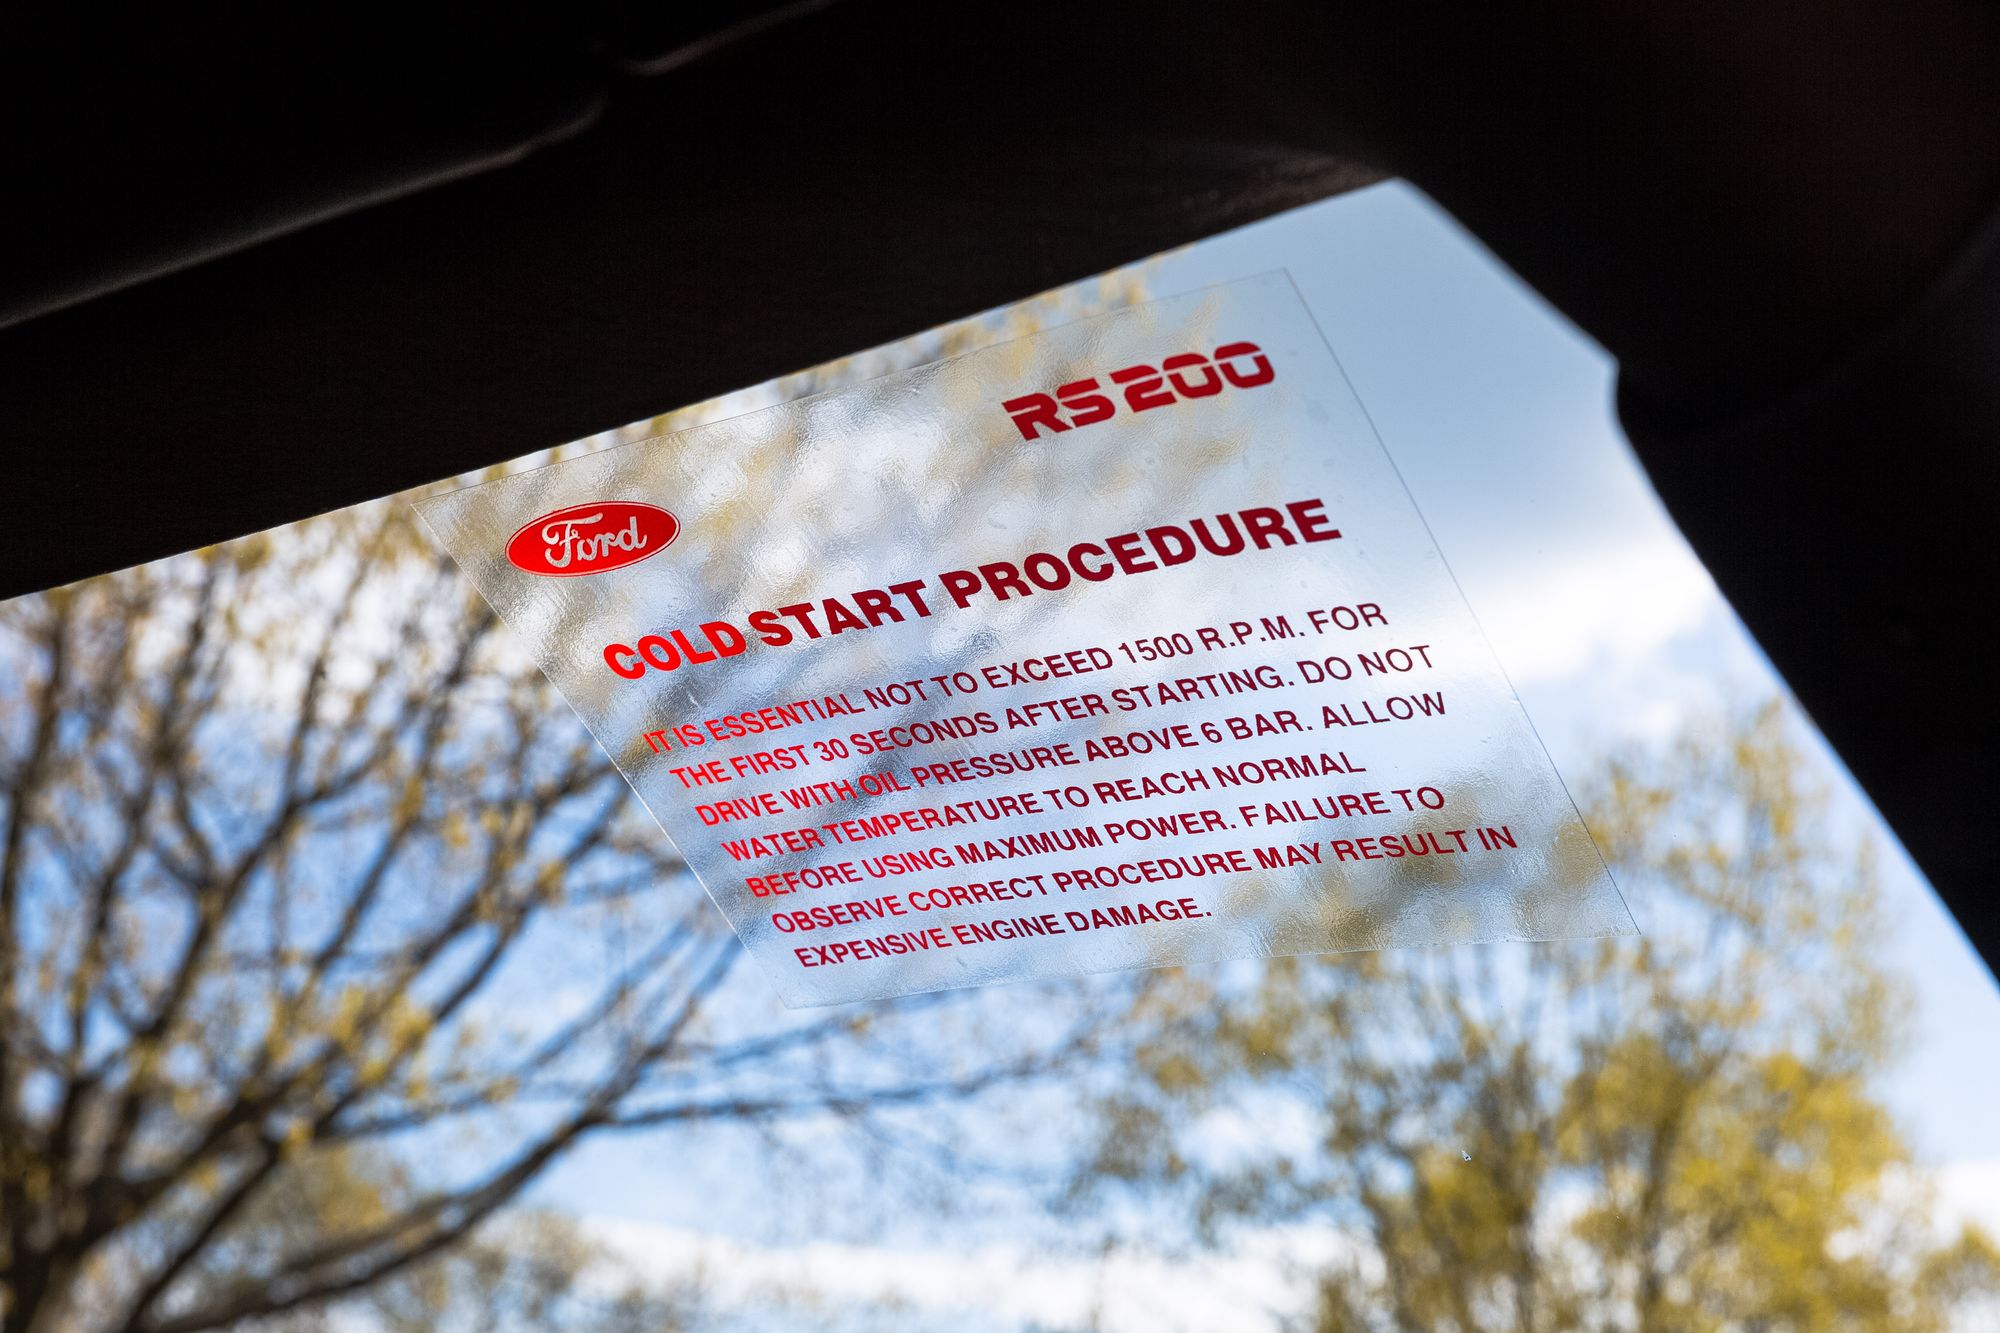 RS200
Ford
COLD START PROCEDURE
IT IS ESSENTIAL NOT TO EXCEED 1500 R.P.M. FOR
THE FIRST 30 SECONDS AFTER STARTING. DO NOT
DRIVE WITH OIL PRESSURE ABOVE 6 BAR. ALLOW
WATER TEMPERATURE TO REACH NORMAL
BEFORE USING MAXIMUM POWER. FAILURE TO
OBSERVE CORRECT PROCEDURE MAY RESULT IN
EXPENSIVE ENGINE DAMAGE.